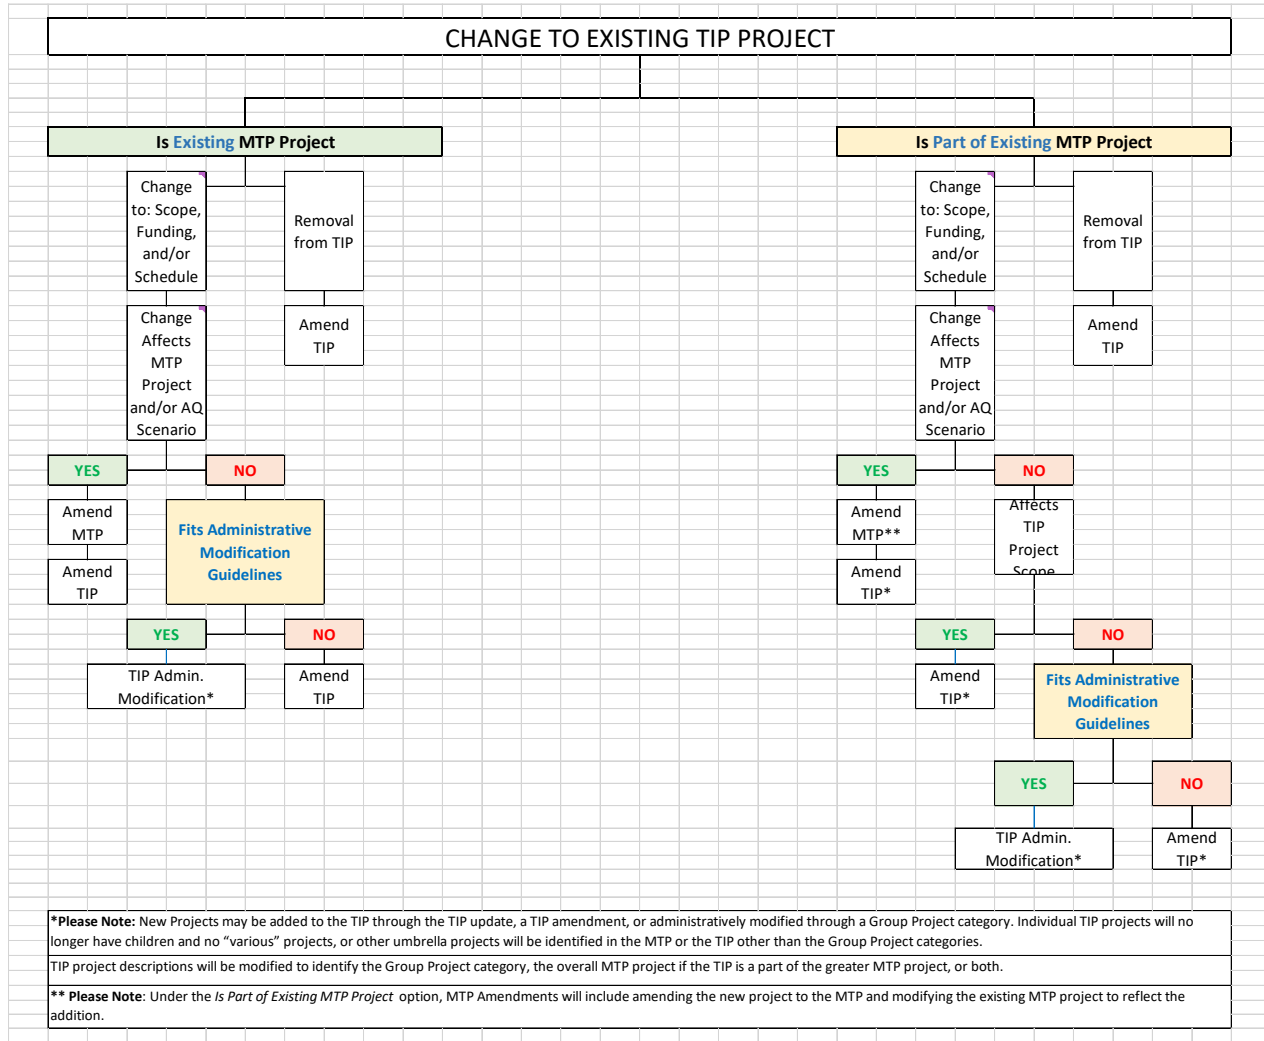 CHANGE TO EXISTING TIP PROJECT
Is Existing MTP Project
Change
to: Scope,
Funding,
and/or
Schedule
Removal
from TIP
Change
Affects
MTP
Project
and/or AQ
Scenario
Amend
TIP
YES
NO
Amend
MTP
Amend
TIP
Fits Administrative
Modification
Guidelines
YES
NO
TIP Admin.
Modification*
Amend
TIP
Is Part of Existing MTP Project
Change
to: Scope,
Funding,
and/or
Schedule
Removal
from TIP
Change
Affects
MTP
Project
and/or AQ
Scenario
Amend
TIP
YES
NO
Amend
MTP**
Amend
TIP*
Affects
TIP
Project
Scope
YES
NO
Amend
TIP*
Fits Administrative
Modification
Guidelines
YES
NO
TIP Admin.
Modification*
Amend
TIP*
*Please Note: New Projects may be added to the TIP through the TIP update, a TIP amendment, or administratively modified through a Group Project category. Individual TIP projects will no
longer have children and no “various” projects, or other umbrella projects will be identified in the MTP or the TIP other than the Group Project categories.
TIP project descriptions will be modified to identify the Group Project category, the overall MTP project if the TIP is a part of the greater MTP project, or both.
** Please Note: Under the Is Part of Existing MTP Project option, MTP Amendments will include amending the new project to the MTP and modifying the existing MTP project to reflect the
addition.